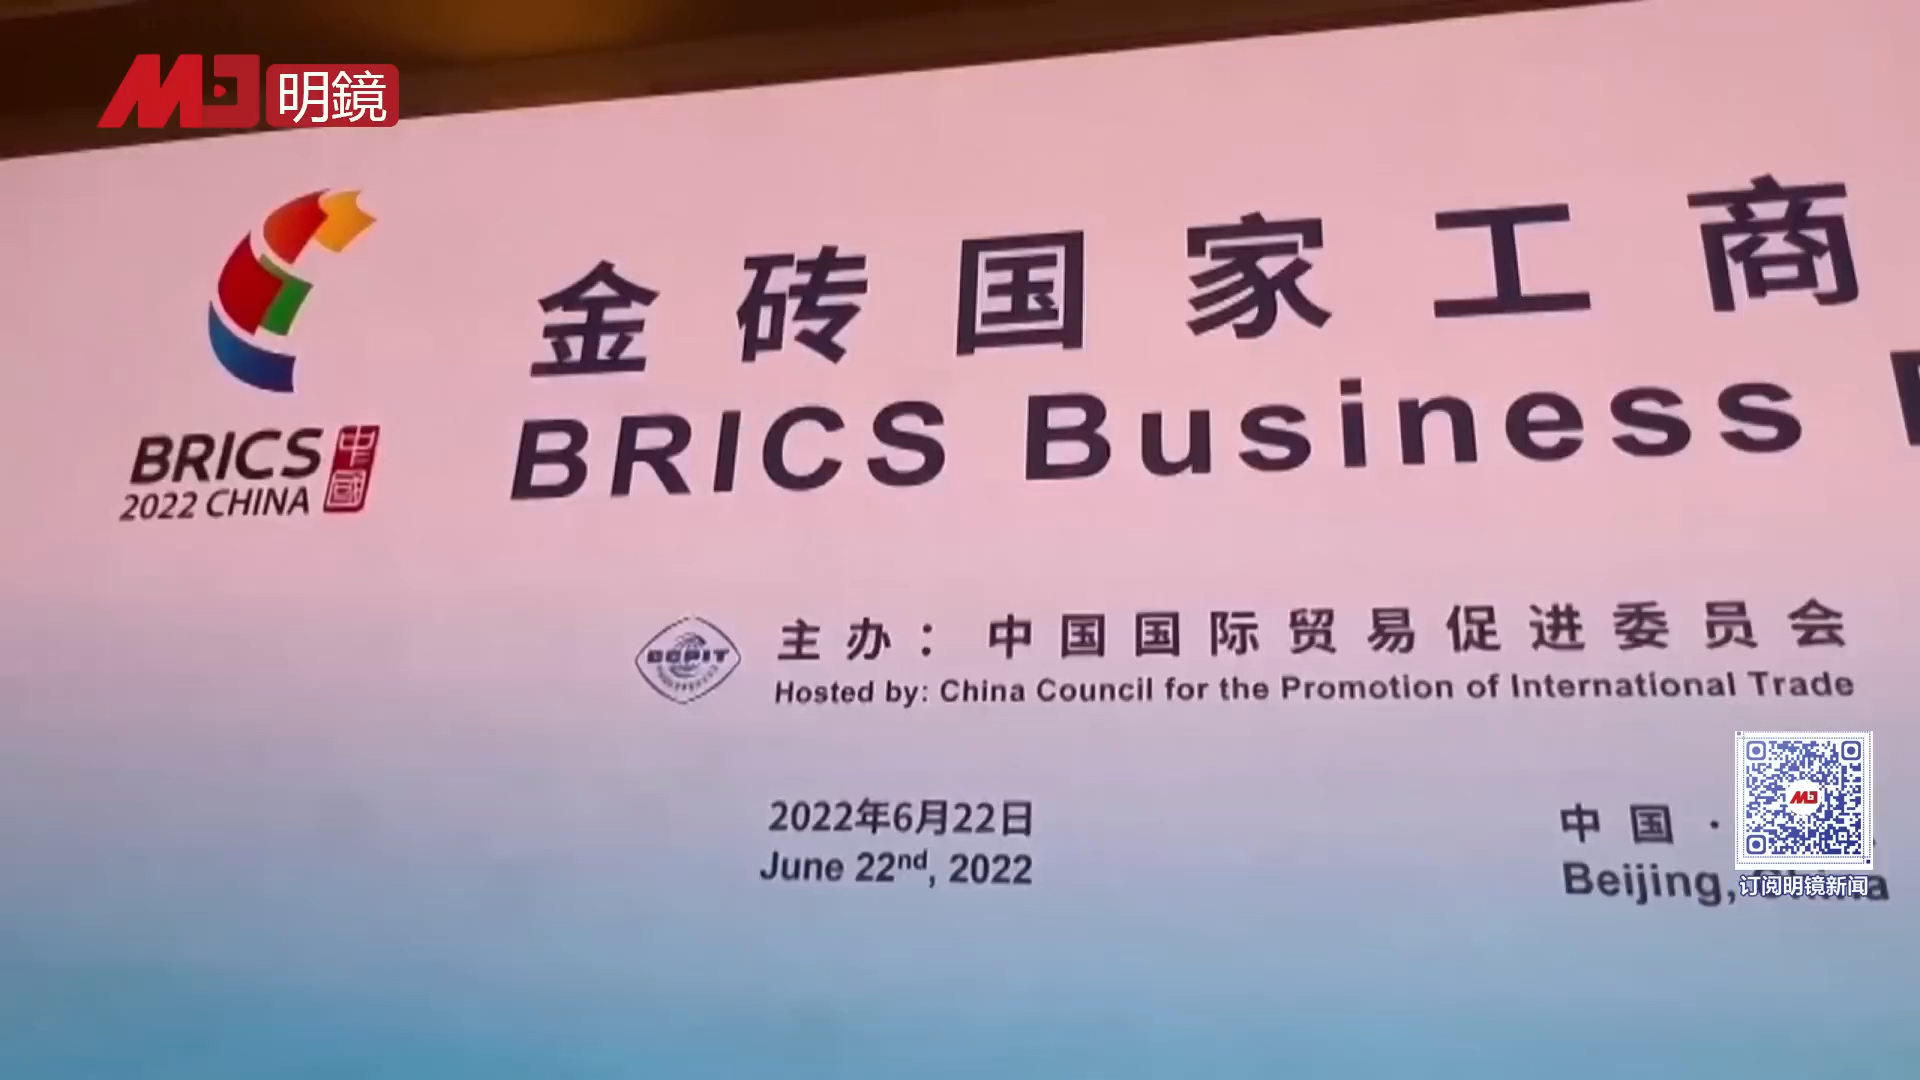 MJ 明鏡
金砖国家工商
BRICS Business
BRICS 中國
2022 CHINA
CCPIT
主办：中国国际贸易促进委员会
Hosted by: China Council for the Promotion of International Trade
2022年6月22日
June 22nd, 2022
中国·
Beijing,
MJ
订阅明镜新闻